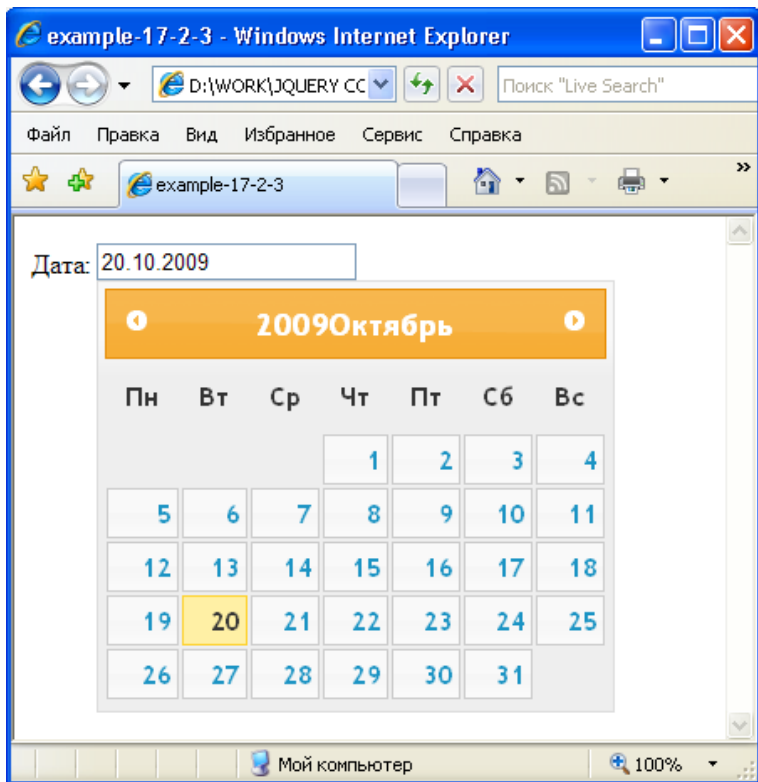 example-17-2-3 - Windows Internet Explorer
D:\WORK\JQUERY CC Поиск "Live Search"
Файл Правка Вид Избранное Сервис Справка
example-17-2-3 »
Дата: 20.10.2009
2009Октябрь
Пн Вт Ср Чт Пт Сб Вс
1 2 3 4
5 6 7 8 9 10 11
12 13 14 15 16 17 18
19 20 21 22 23 24 25
26 27 28 29 30 31
Мой компьютер 100%